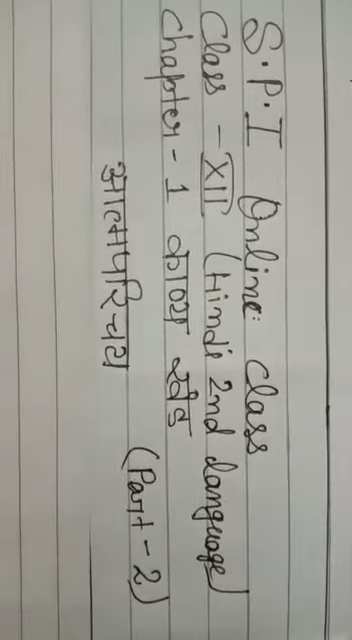 S.P.I Online: Class
Class - XII (Hindi 2nd language)
Chapter - 1 काव्य खंड
आत्मपरिचय
(Part - 2)